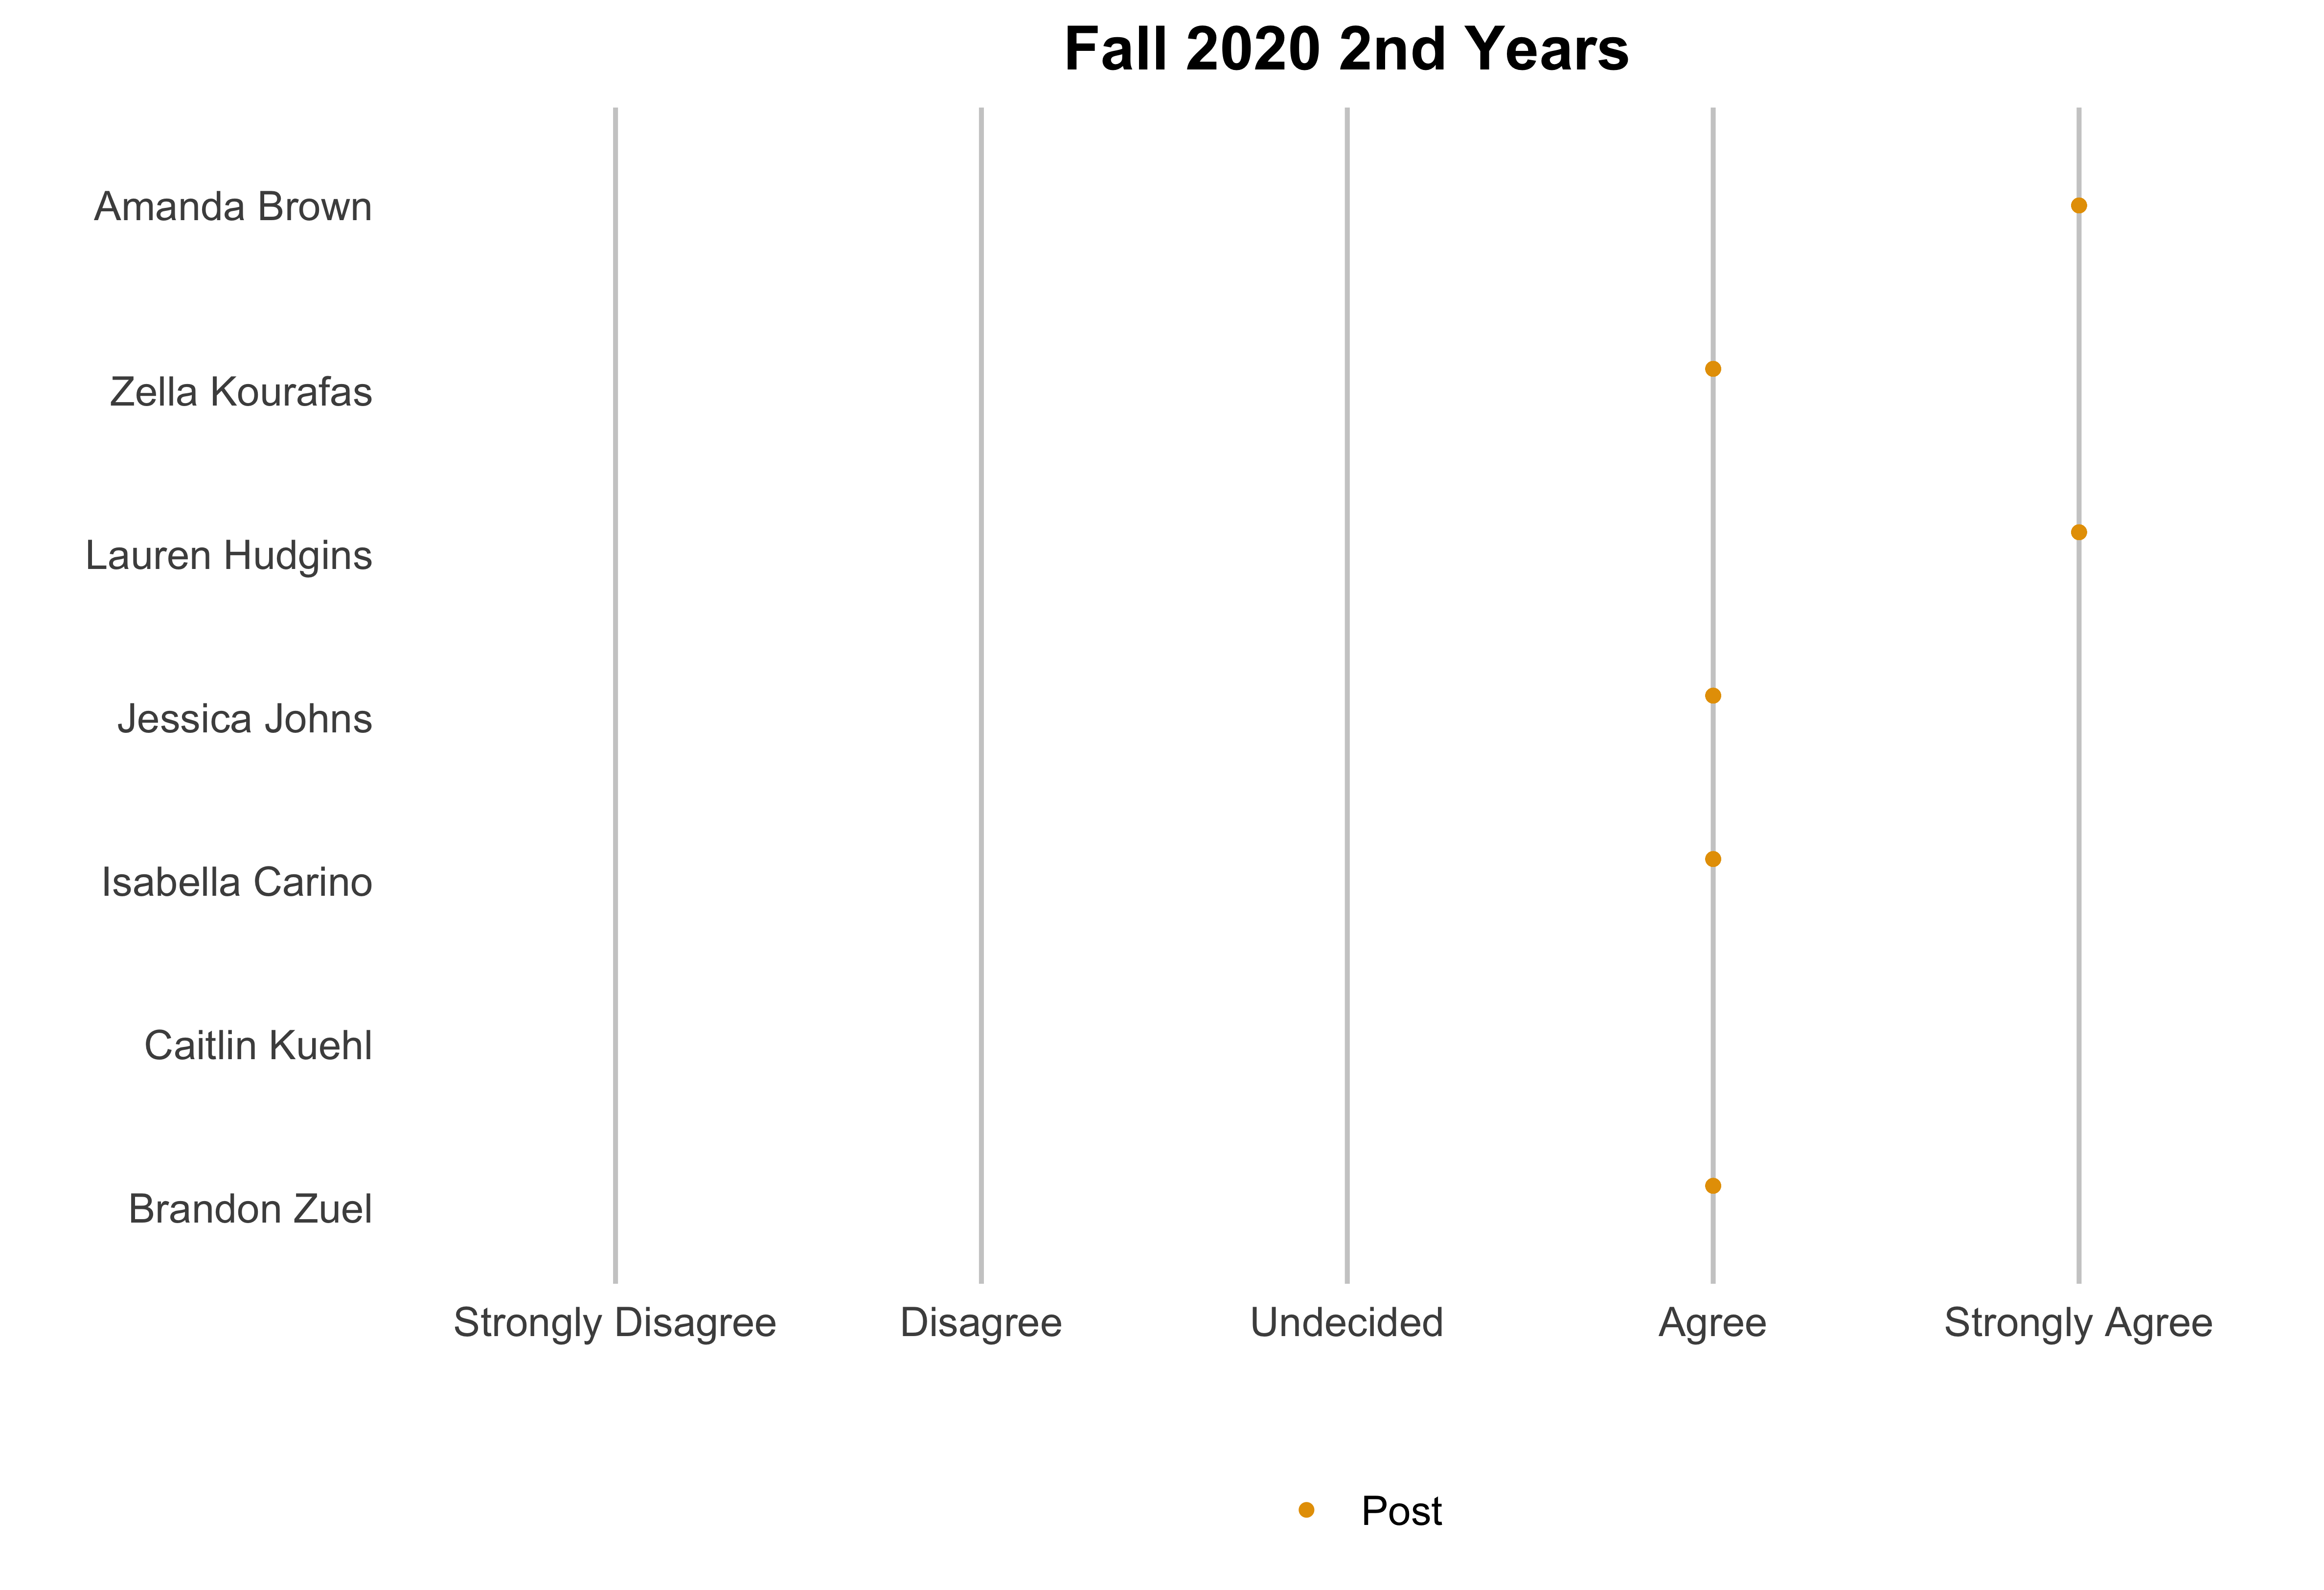 Fall 2020 2nd Years
Amanda Brown
Zella Kourafas
Lauren Hudgins
Jessica Johns
Isabella Carino
Caitlin Kuehl
Brandon Zuel
Strongly Disagree Disagree Undecided Agree Strongly Agree
Post